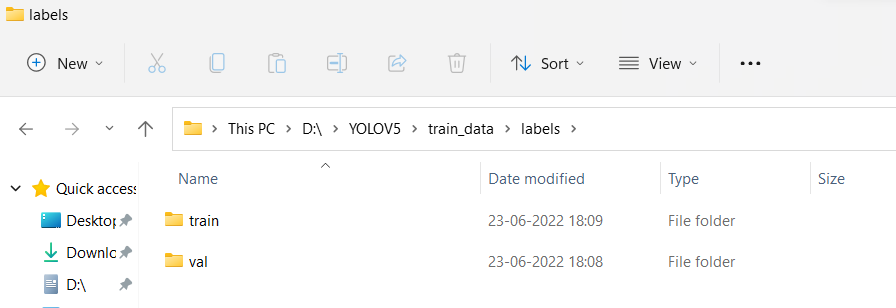 labels
New Sort View
This PC D:\ YOLOV5 train_data labels
Name Date modified Type Size
Quick access
train 23-06-2022 18:09 File folder
Desktop
Downlc
val 23-06-2022 18:08 File folder
D:\